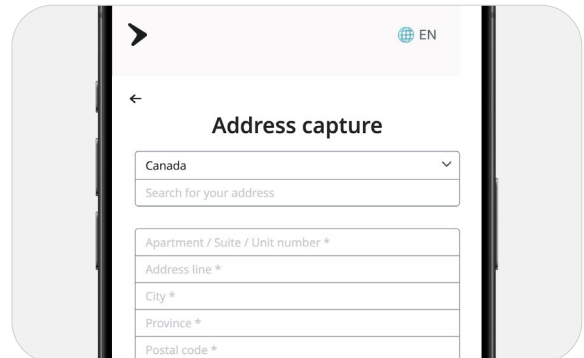 EN
Address capture
Canada
Search for your address
Apartment / Suite / Unit number *
Address line *
City *
Province *
Postal code *